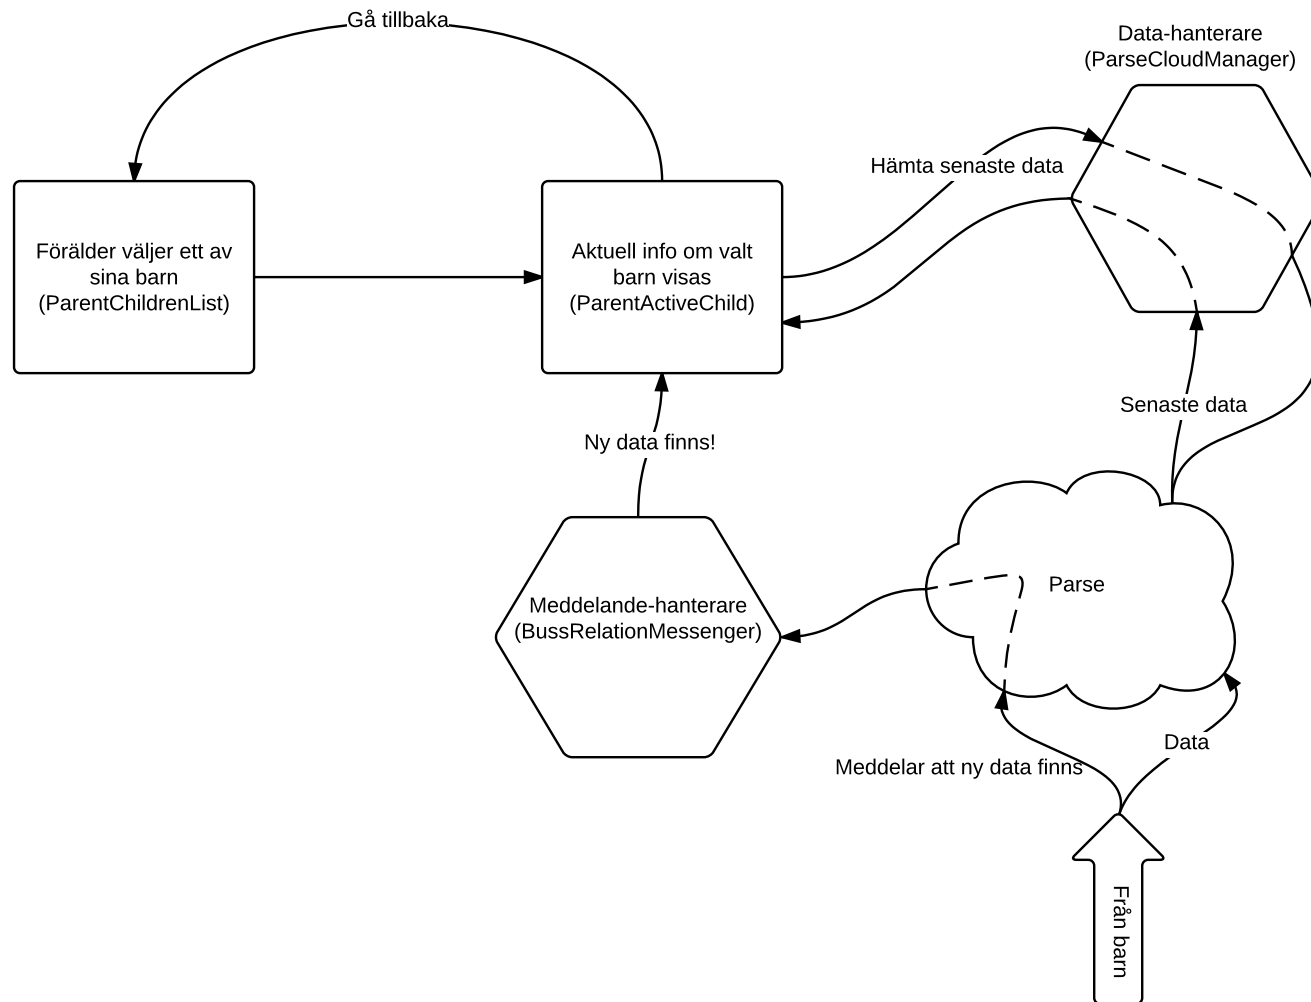 Gå tillbaka
Data-hanterare
(ParseCloudManager)
Hämta senaste data
Förälder väljer ett av
sina barn
(ParentChildrenList)
Aktuell info om valt
barn visas
(ParentActiveChild)
Senaste data
Ny data finns!
Parse
Meddelande-hanterare
(BussRelationMessenger)
Data
Meddelar att ny data finns
Från barn